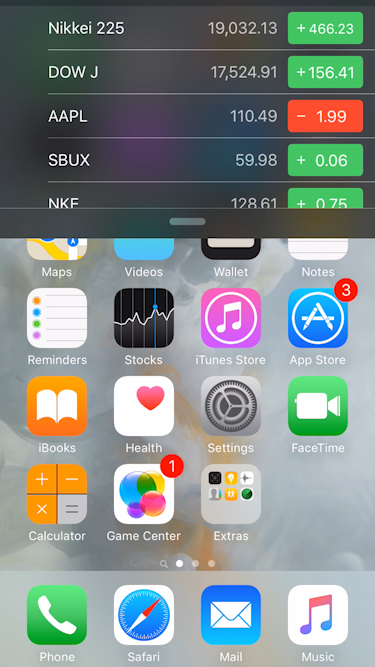 Nikkei 225 19,032.13 +466.23
DOW J 17,524.91 +156.41
AAPL 110.49 − 1.99
SBUX 59.98 + 0.06
NKE 128.61 + 0.75
Maps Videos Wallet Notes
3
Reminders Stocks iTunes Store App Store
iBooks Health Settings FaceTime
1
Calculator Game Center Extras
Phone Safari Mail Music